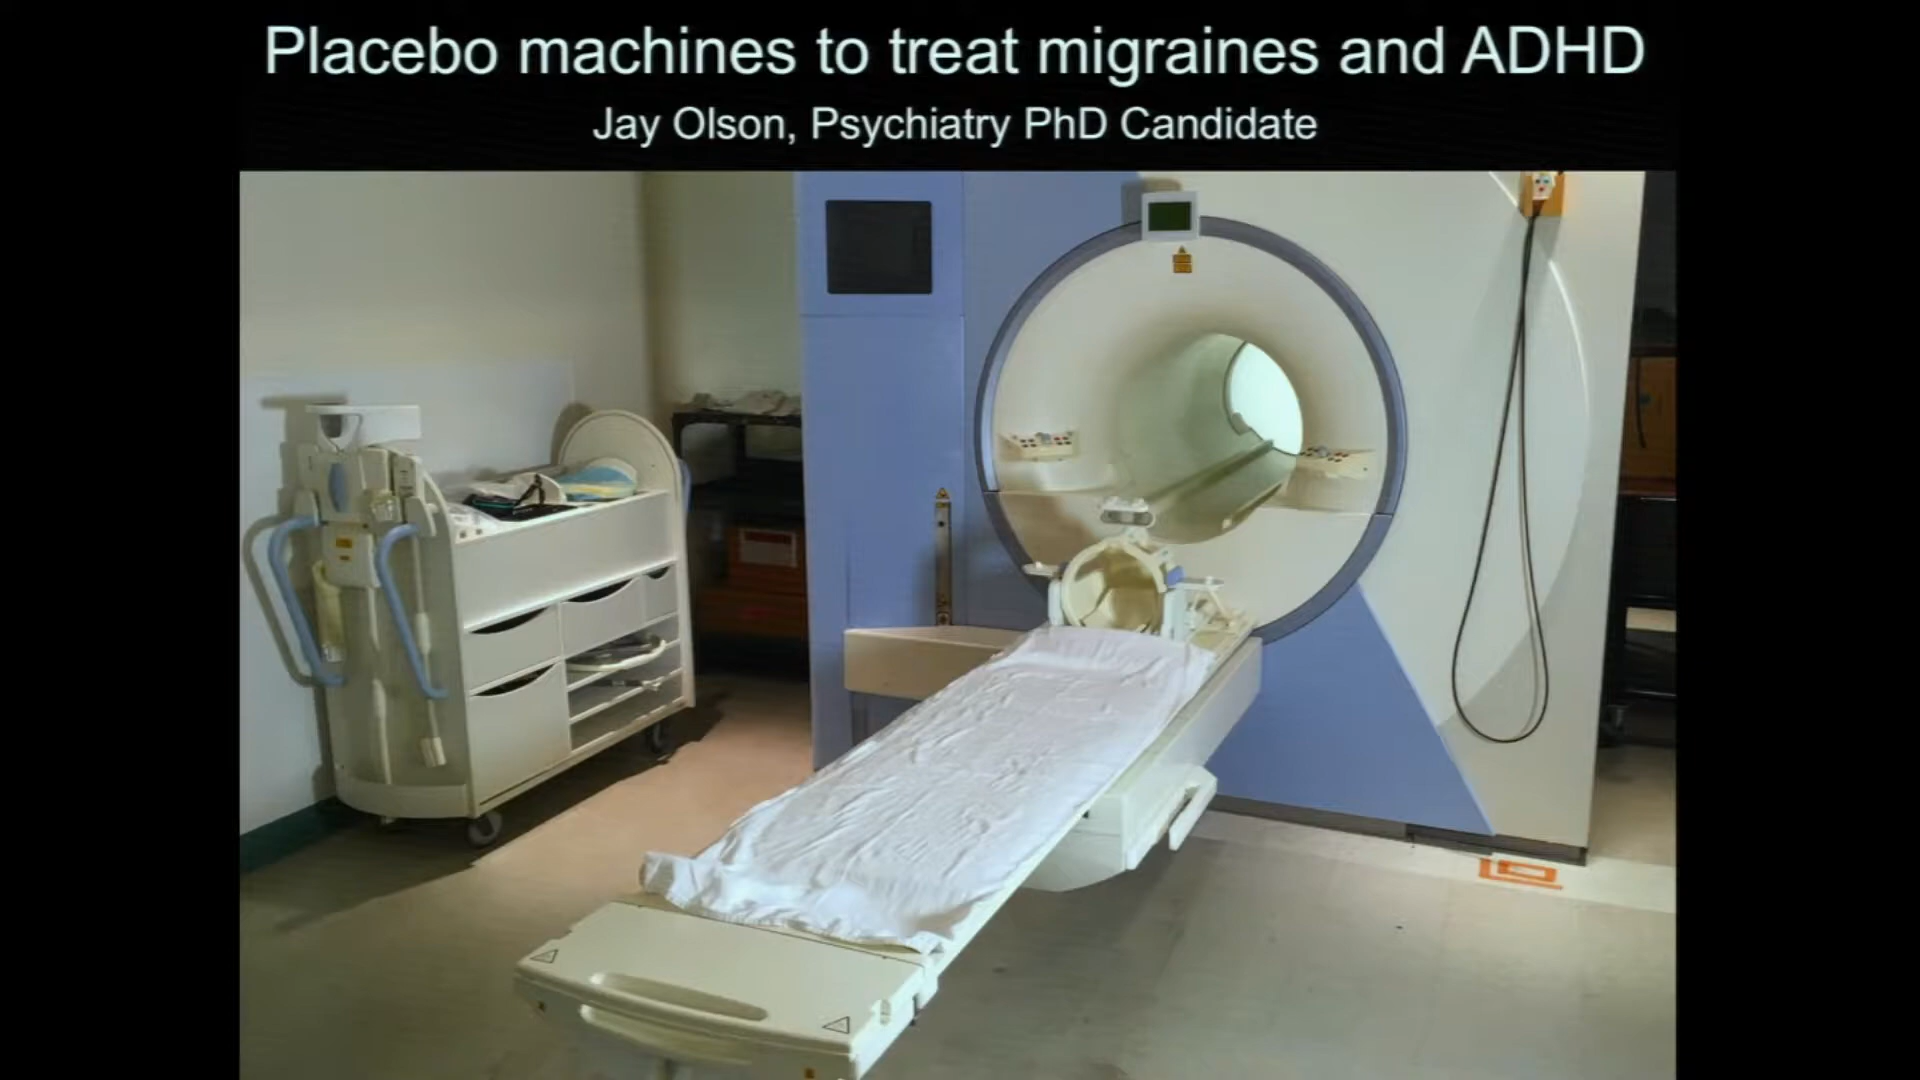 Placebo machines to treat migraines and ADHD
Jay Olson, Psychiatry PhD Candidate